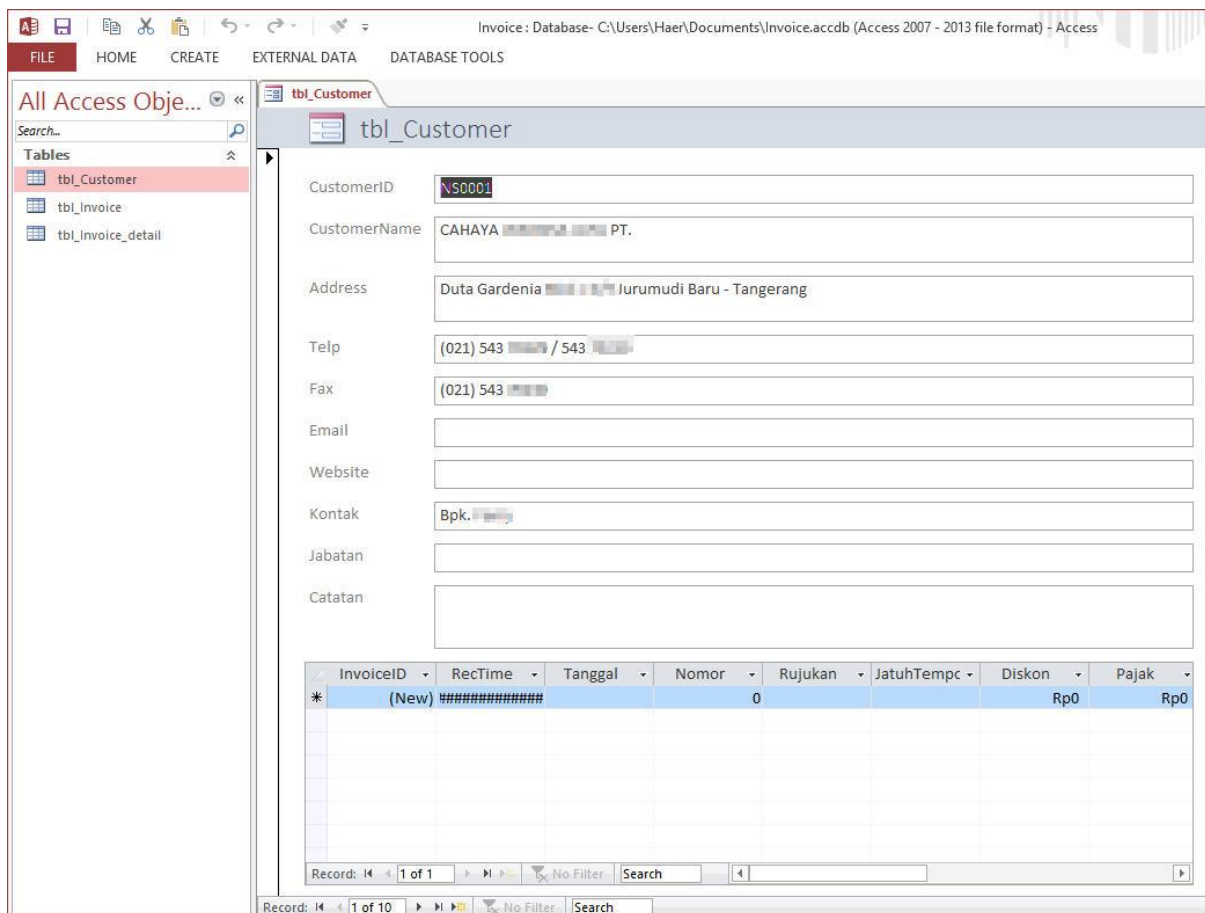 Invoice : Database- C:\Users\Haer\Documents\Invoice.accdb (Access 2007 - 2013 file format) - Access
FILE HOME CREATE EXTERNAL DATA DATABASE TOOLS
All Access Obje...
Search...
Tables
tbl_Customer
tbl_Invoice
tbl_Invoice_detail
tbl_Customer
tbl_Customer
CustomerID NS0001
CustomerName CAHAYA PT.
Address Duta Gardenia Jurumudi Baru - Tangerang
Telp (021) 543 / 543
Fax (021) 543
Email
Website
Kontak Bpk.
Jabatan
Catatan
InvoiceID RecTime Tanggal Nomor Rujukan JatuhTempo Diskon Pajak
* (New) ############# 0 Rp0 Rp0
Record: 1 of 1 No Filter Search
Record: 1 of 10 No Filter Search